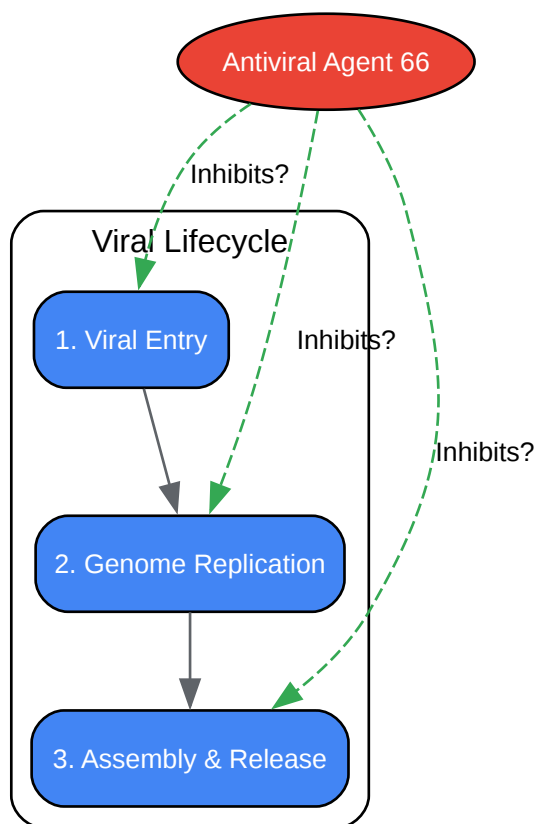 Antiviral Agent 66
Inhibits?
Viral Lifecycle
1. Viral Entry
Inhibits?
Inhibits?
2. Genome Replication
3. Assembly & Release